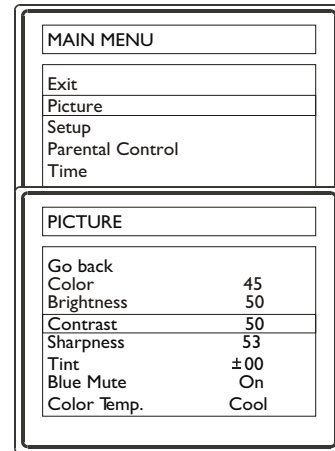 MAIN MENU
Exit
Picture
Setup
Parental Control
Time
PICTURE
Go back
Color 45
Brightness 50
Contrast 50
Sharpness 53
Tint ±00
Blue Mute On
Color Temp. Cool